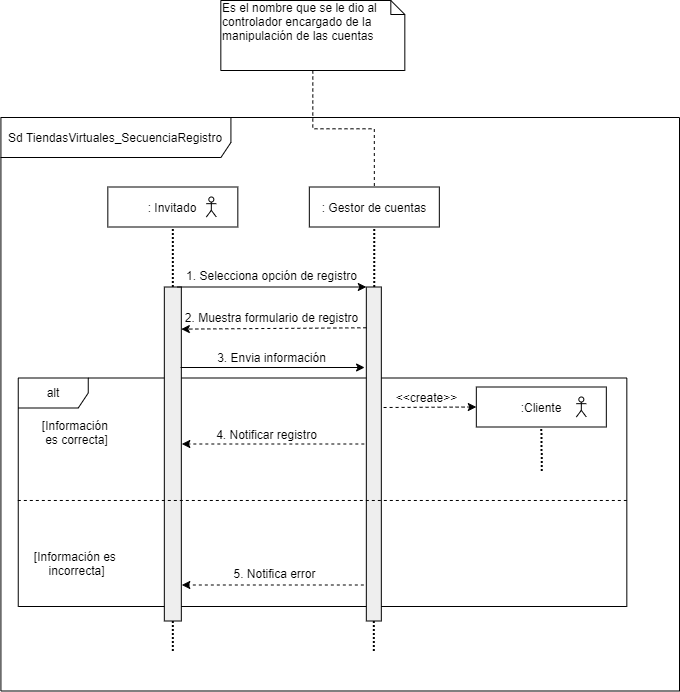 Es el nombre que se le dio al
controlador encargado de la
manipulación de las cuentas
Sd TiendasVirtuales_SecuenciaRegistro
: Invitado
: Gestor de cuentas
1. Selecciona opción de registro
2. Muestra formulario de registro
3. Envia información
alt
<<create>>
:Cliente
[Información
es correcta]
4. Notificar registro
[Información es
incorrecta]
5. Notifica error